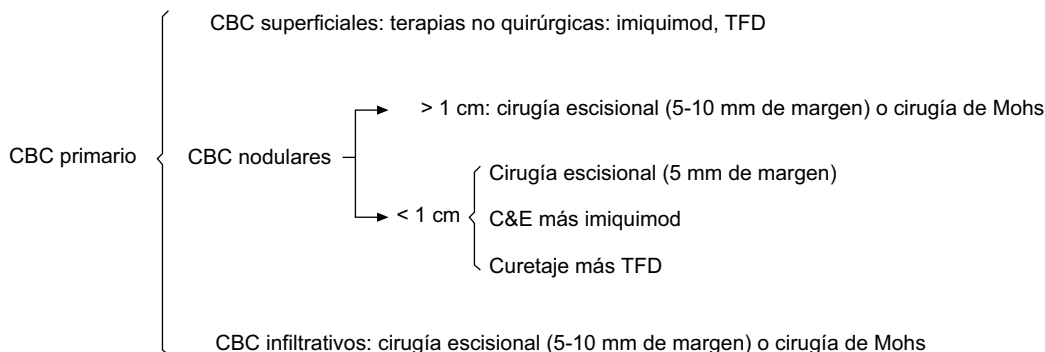 CBC superficiales: terapias no quirúrgicas: imiquimod, TFD
> 1 cm: cirugía escisional (5-10 mm de margen) o cirugía de Mohs
CBC primario
CBC nodulares
Cirugía escisional (5 mm de margen)
< 1 cm
C&E más imiquimod
Curetaje más TFD
CBC infiltrativos: cirugía escisional (5-10 mm de margen) o cirugía de Mohs